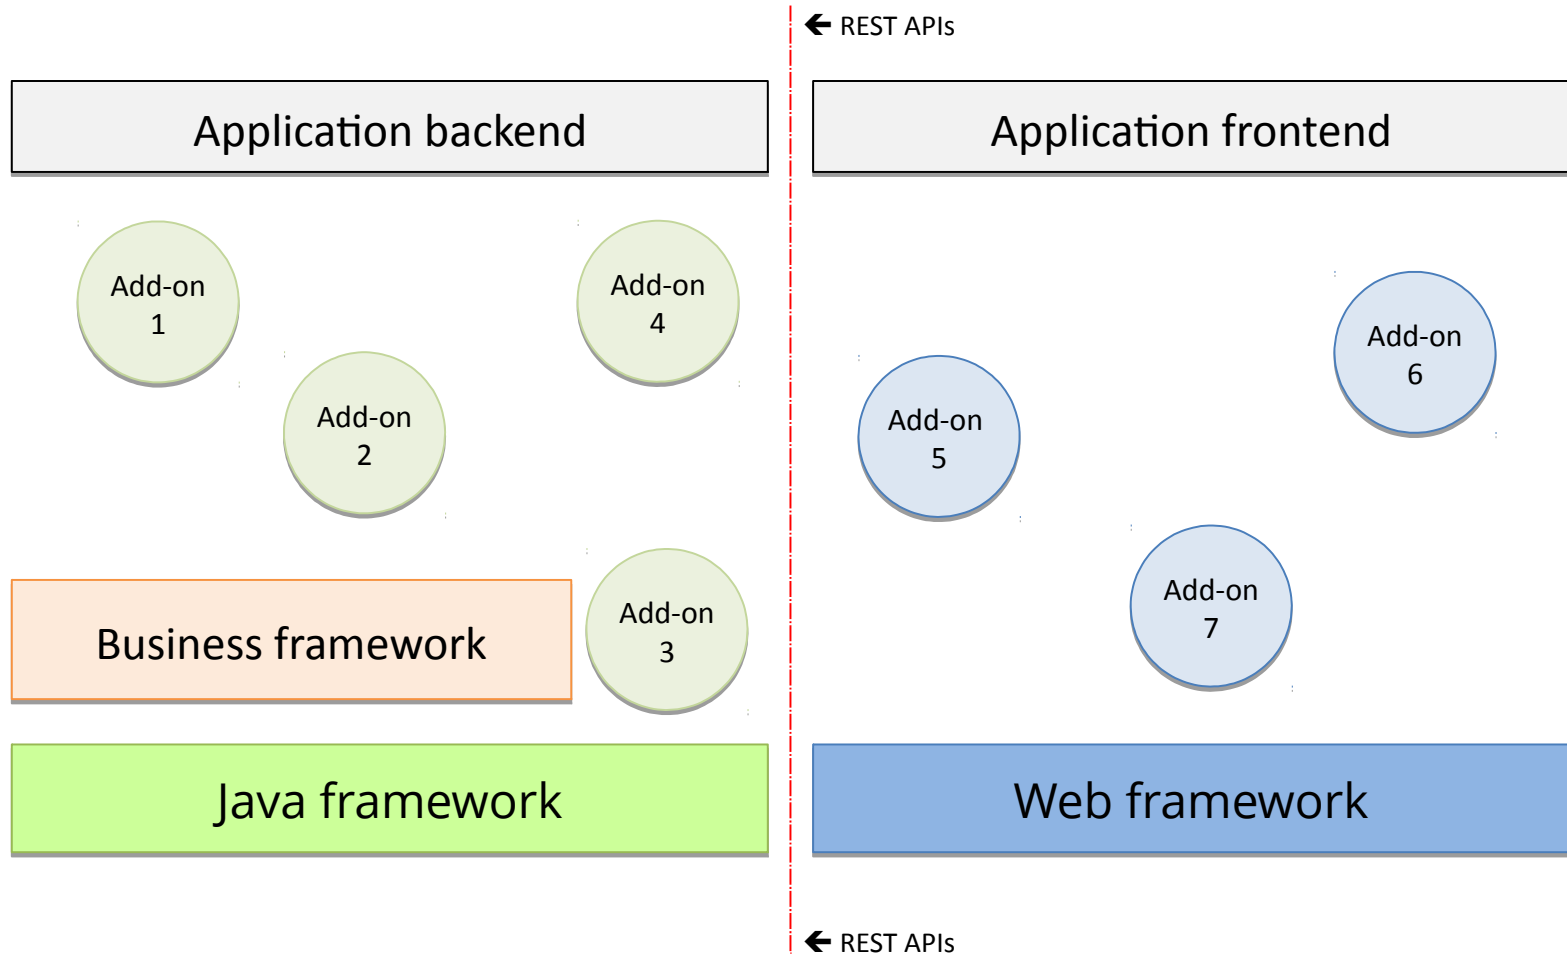 🡸 REST APIs
Application backend
Application frontend
Add-on
1
Add-on
4
Add-on
2
Add-on
6
Add-on
5
Add-on
7
Business framework
Add-on
3
Java framework
Web framework
🡸 REST APIs